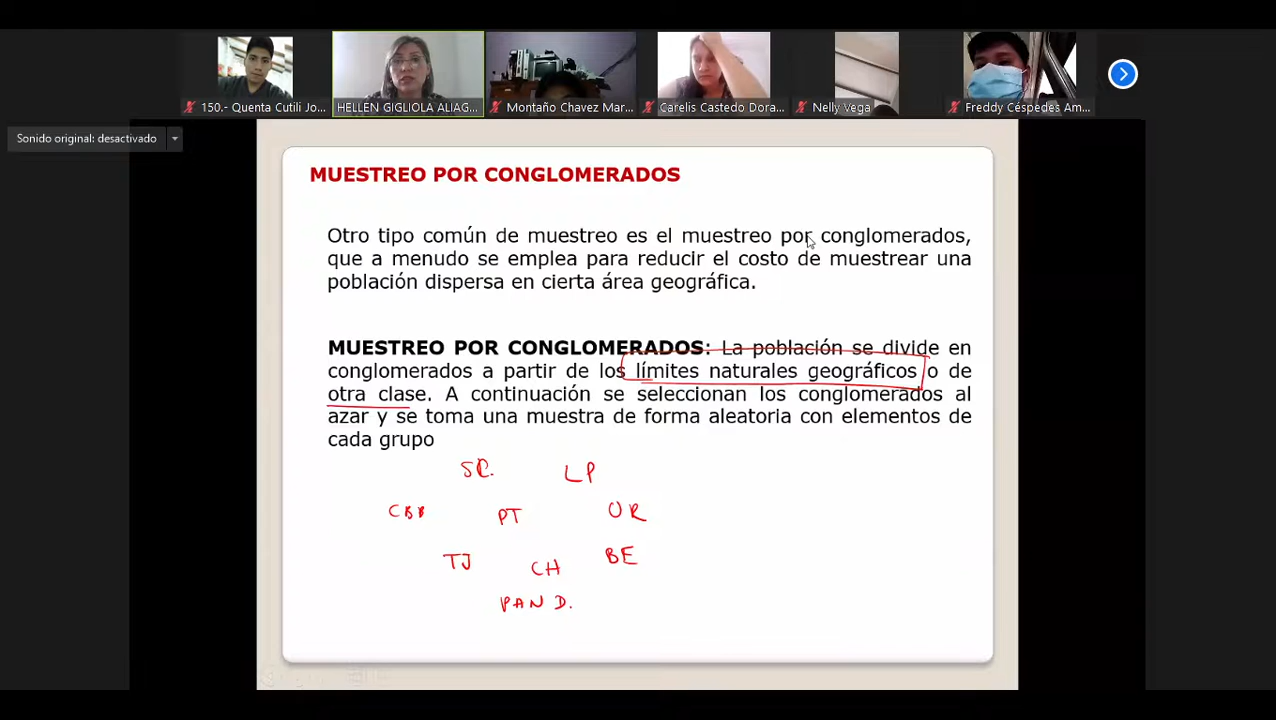 150.- Quenta Cutili Jo...
HELLEN GIGLIOLA ALIAG...
Montaño Chavez Mar...
Carelis Castedo Dora...
Nelly Vega
Freddy Céspedes Am...
Sonido original: desactivado
MUESTREO POR CONGLOMERADOS
Otro tipo común de muestreo es el muestreo por conglomerados,
que a menudo se emplea para reducir el costo de muestrear una
población dispersa en cierta área geográfica.
MUESTREO POR CONGLOMERADOS: La población se divide en
conglomerados a partir de los límites naturales geográficos o de
otra clase. A continuación se seleccionan los conglomerados al
azar y se toma una muestra de forma aleatoria con elementos de
cada grupo
SC. LP
CBB PT OR
TJ CH BE
PAND.